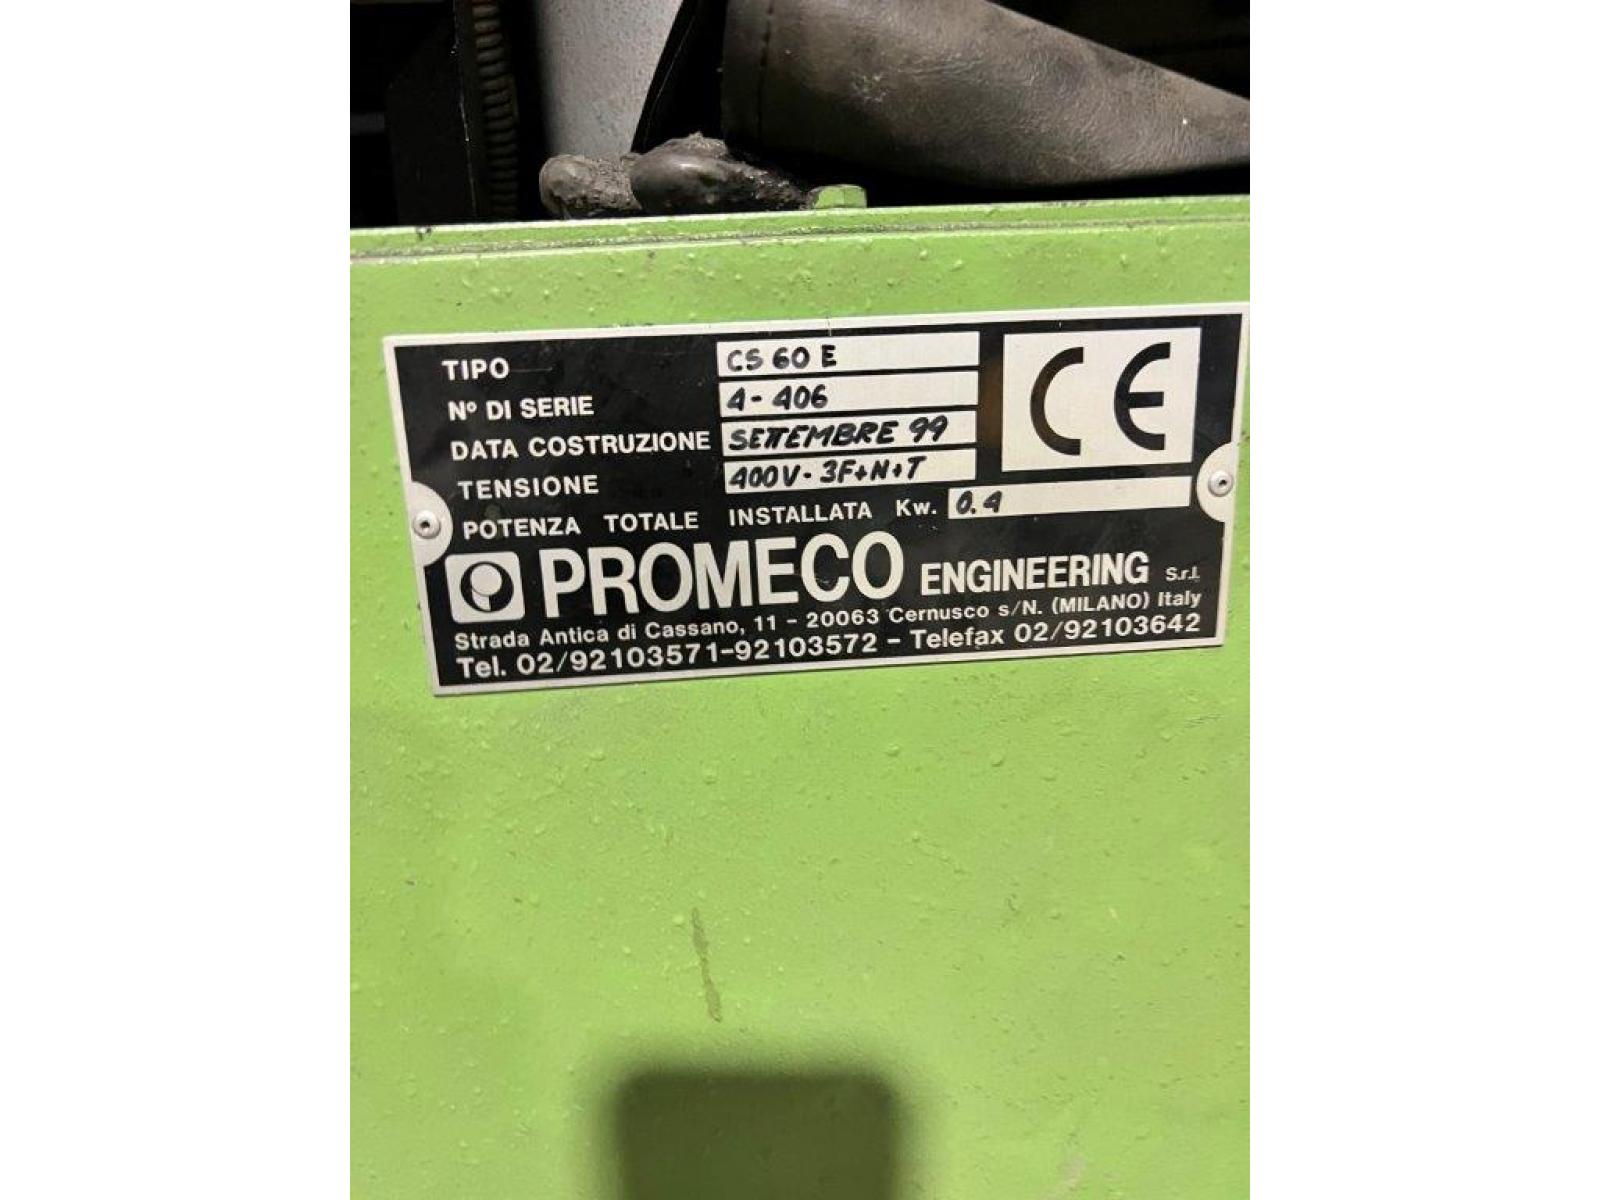 TIPO CS 60 E
Nº DI SERIE 4-406
DATA COSTRUZIONE SETTEMBRE 99
TENSIONE 400V-3F+N+T
POTENZA TOTALE INSTALLATA Kw. 0.4
CE
PROMECO ENGINEERING S.r.l.
Strada Antica di Cassano, 11 - 20063 Cernusco s/N. (MILANO) Italy
Tel. 02/92103571-92103572 - Telefax 02/92103642